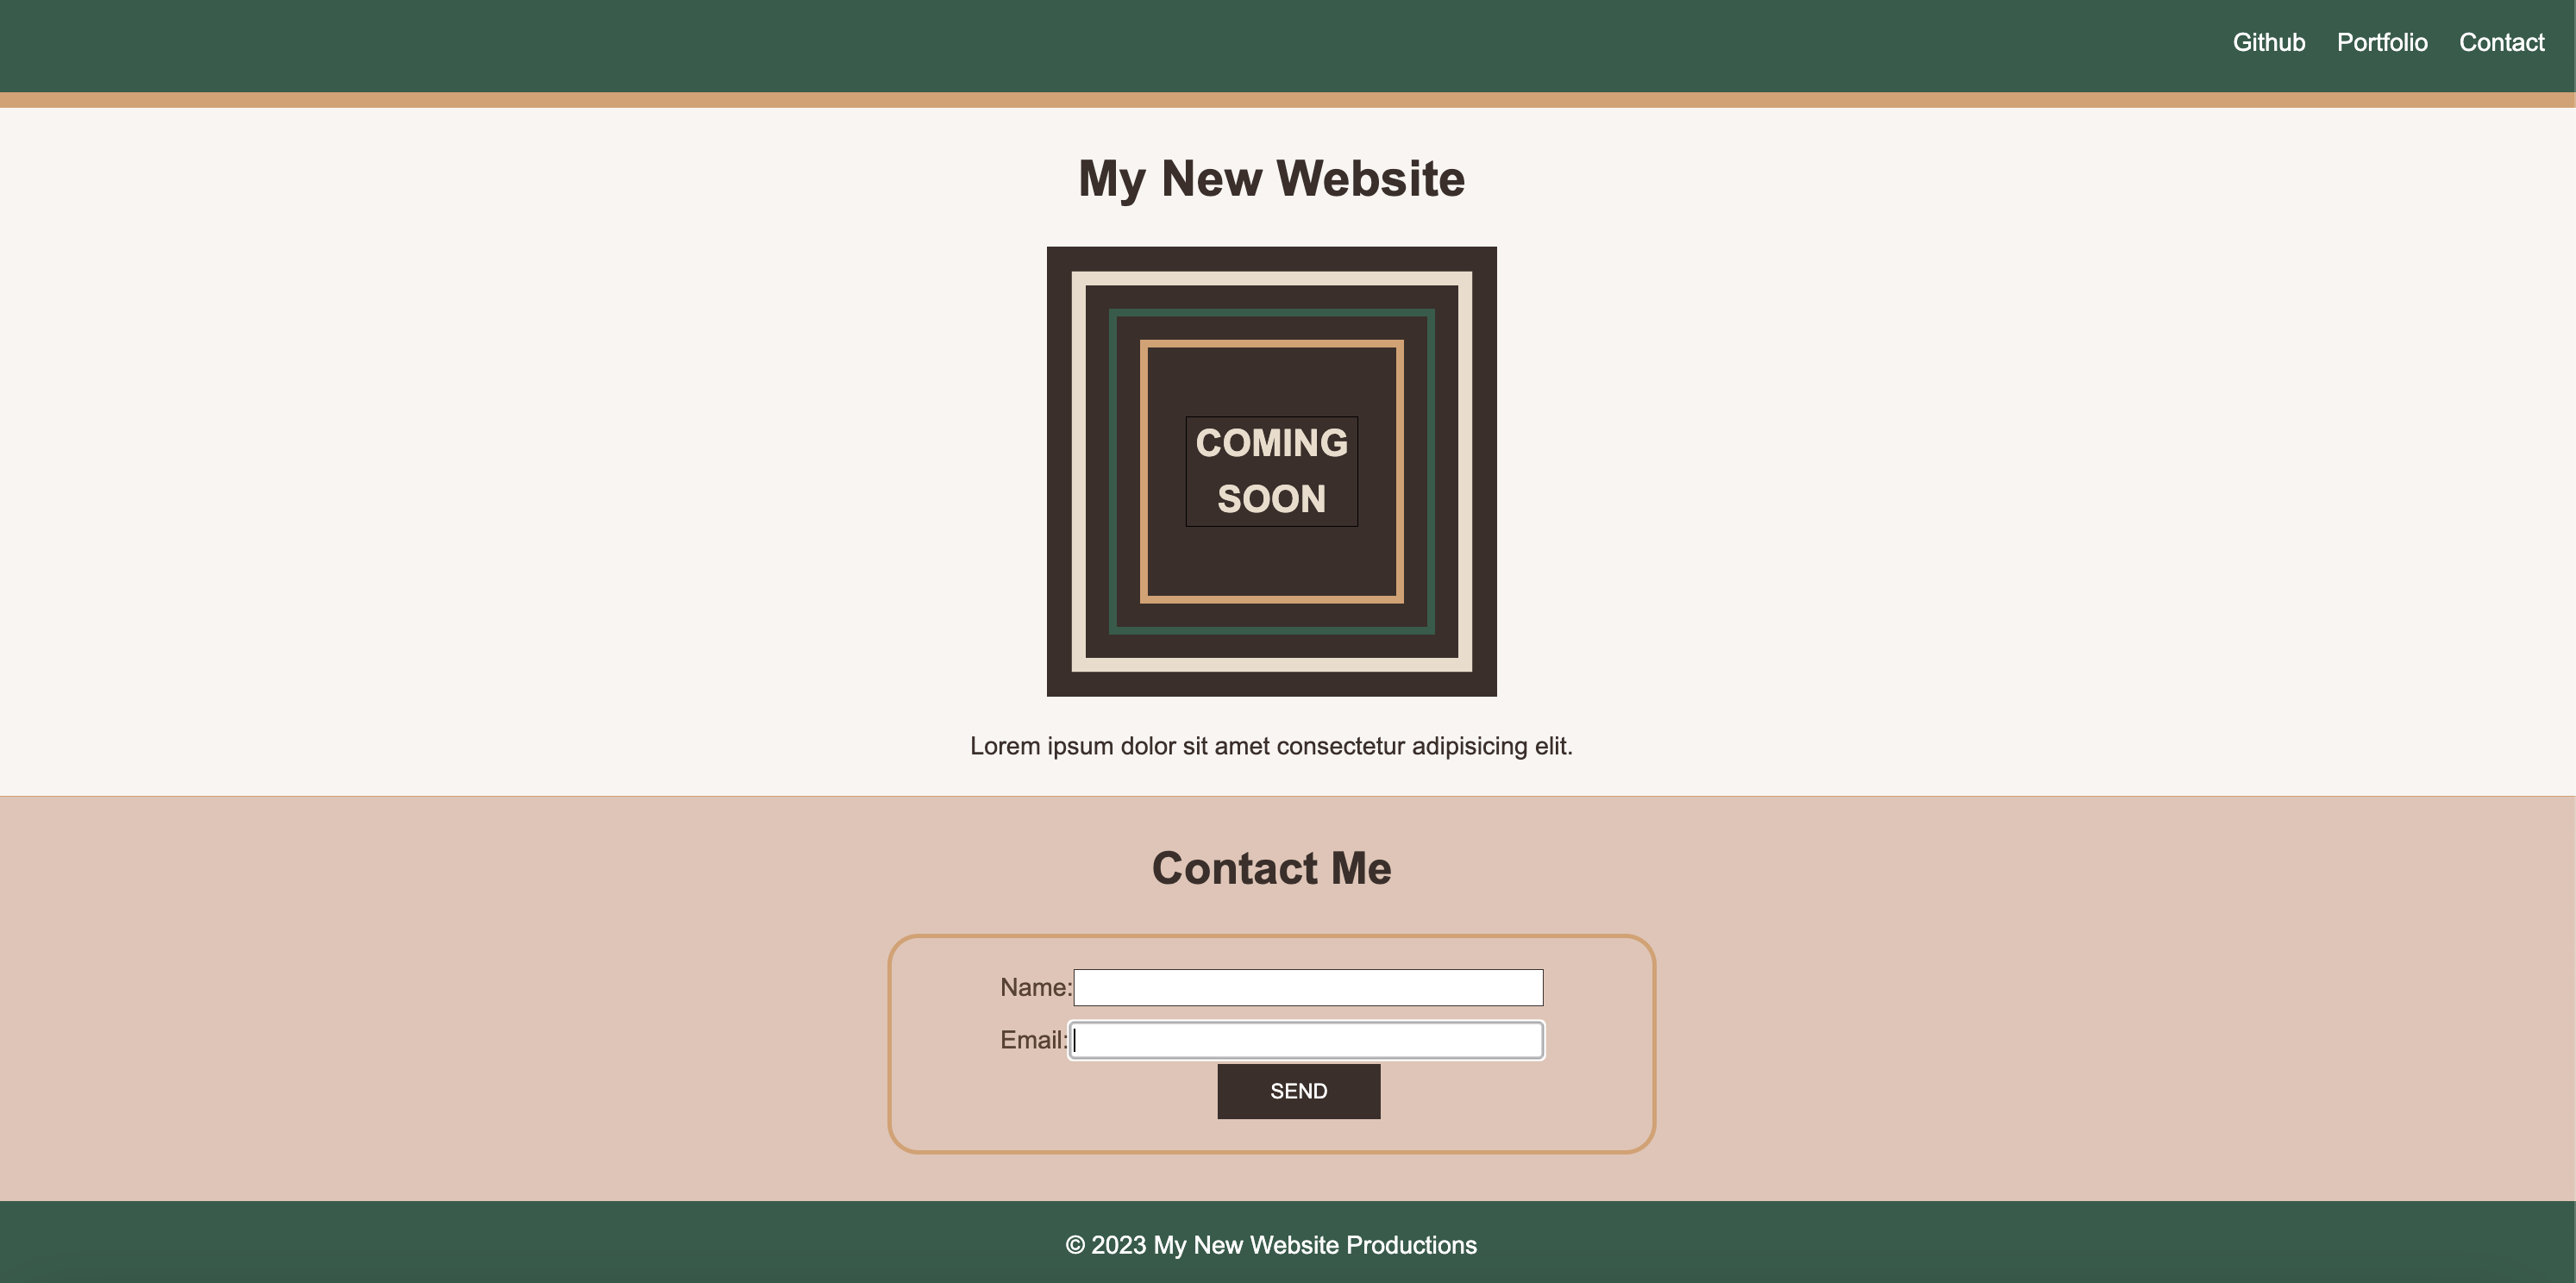 Github Portfolio Contact
My New Website
COMING
SOON
Lorem ipsum dolor sit amet consectetur adipisicing elit.
Contact Me
Name:
Email:
SEND
© 2023 My New Website Productions